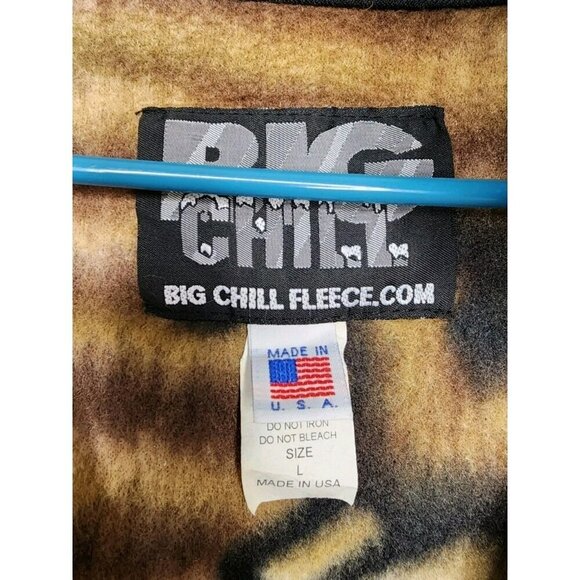 BIG
CHILL
BIG CHILL FLEECE.COM
MADE IN
U. S. A.
DO NOT IRON
DO NOT BLEACH
SIZE
L
MADE IN USA